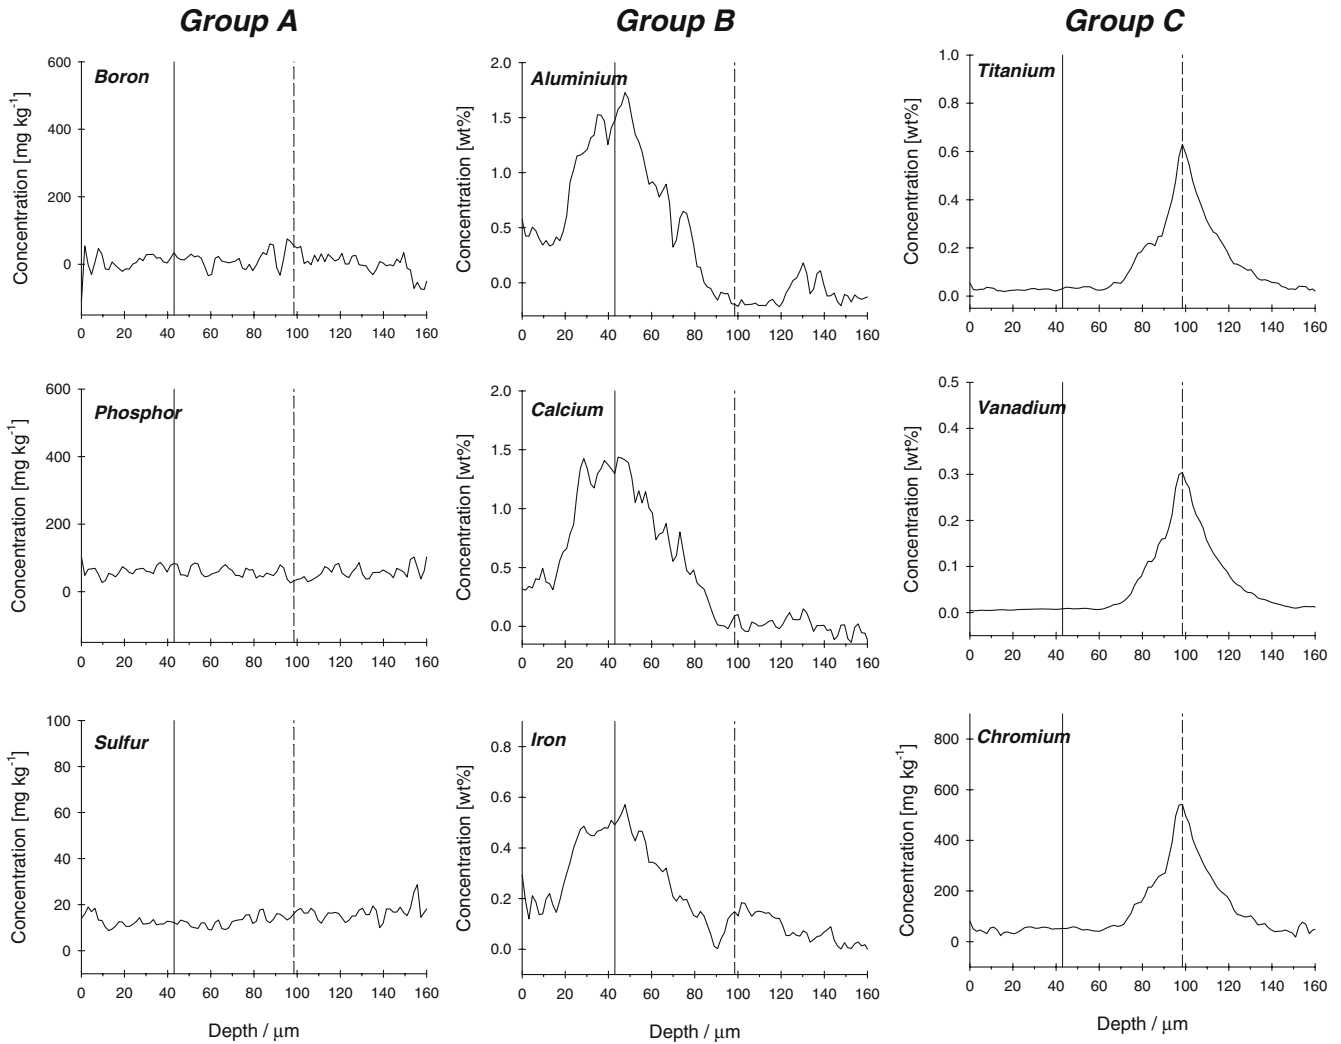 Group A
Group B
Group C
Boron
Concentration [mg kg-1]
600
400
200
0
0 20 40 60 80 100 120 140 160
Aluminium
Concentration [wt%]
2.0
1.5
1.0
0.5
0.0
0 20 40 60 80 100 120 140 160
Titanium
Concentration [wt%]
1.0
0.8
0.6
0.4
0.2
0.0
0 20 40 60 80 100 120 140 160
Phosphor
Concentration [mg kg-1]
600
400
200
0
0 20 40 60 80 100 120 140 160
Calcium
Concentration [wt%]
2.0
1.5
1.0
0.5
0.0
0 20 40 60 80 100 120 140 160
Vanadium
Concentration [wt%]
0.5
0.4
0.3
0.2
0.1
0.0
0 20 40 60 80 100 120 140 160
Sulfur
Concentration [mg kg-1]
100
80
60
40
20
0
0 20 40 60 80 100 120 140 160
Depth / μm
Iron
Concentration [wt%]
0.8
0.6
0.4
0.2
0.0
0 20 40 60 80 100 120 140 160
Depth / μm
Chromium
Concentration [mg kg-1]
800
600
400
200
0
0 20 40 60 80 100 120 140 160
Depth / μm